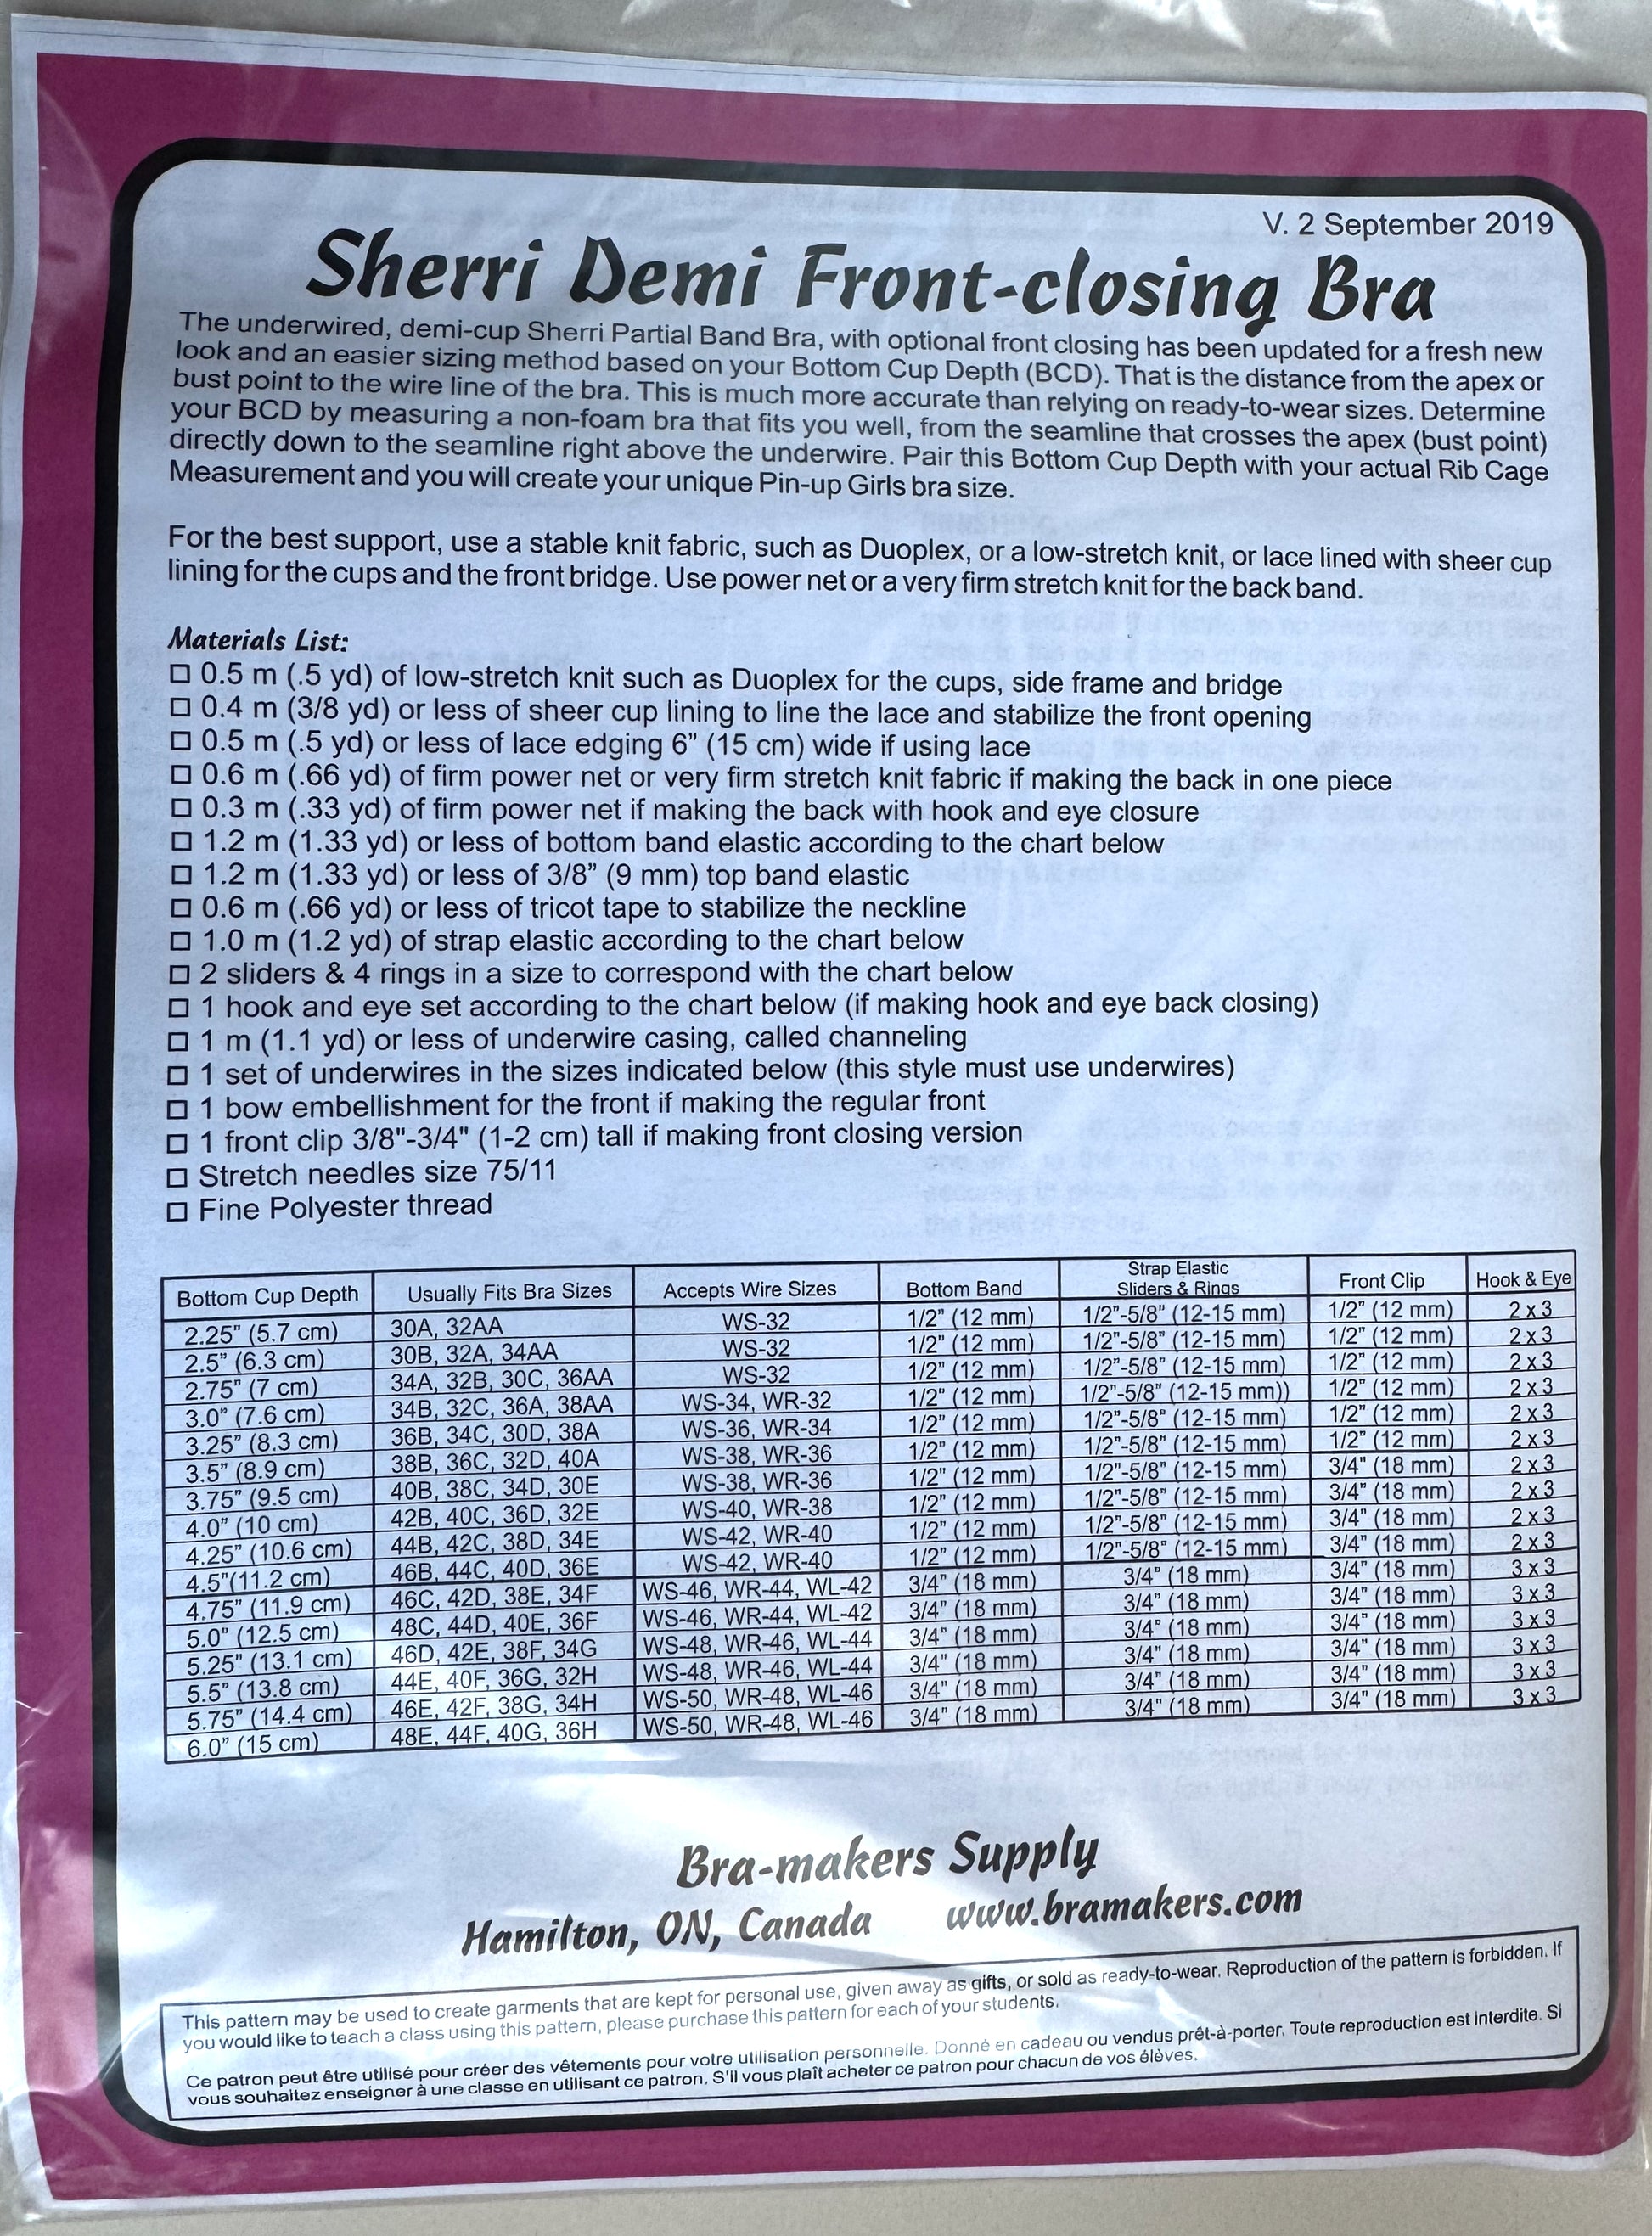 V. 2 September 2019
Sherri Demi Front-closing Bra
The underwired, demi-cup Sherri Partial Band Bra, with optional front closing has been updated for a fresh new
look and an easier sizing method based on your Bottom Cup Depth (BCD). That is the distance from the apex or
bust point to the wire line of the bra. This is much more accurate than relying on ready-to-wear sizes. Determine
your BCD by measuring a non-foam bra that fits you well, from the seamline that crosses the apex (bust point)
directly down to the seamline right above the underwire. Pair this Bottom Cup Depth with your actual Rib Cage
Measurement and you will create your unique Pin-up Girls bra size.
For the best support, use a stable knit fabric, such as Duoplex, or a low-stretch knit, or lace lined with sheer cup
lining for the cups and the front bridge. Use power net or a very firm stretch knit for the back band.
Materials List:
☐ 0.5 m (.5 yd) of low-stretch knit such as Duoplex for the cups, side frame and bridge
☐ 0.4 m (3/8 yd) or less of sheer cup lining to line the lace and stabilize the front opening
☐ 0.5 m (.5 yd) or less of lace edging 6” (15 cm) wide if using lace
☐ 0.6 m (.66 yd) of firm power net or very firm stretch knit fabric if making the back in one piece
☐ 0.3 m (.33 yd) of firm power net if making the back with hook and eye closure
☐ 1.2 m (1.33 yd) or less of bottom band elastic according to the chart below
☐ 1.2 m (1.33 yd) or less of 3/8” (9 mm) top band elastic
☐ 0.6 m (.66 yd) or less of tricot tape to stabilize the neckline
☐ 1.0 m (1.2 yd) of strap elastic according to the chart below
☐ 2 sliders & 4 rings in a size to correspond with the chart below
☐ 1 hook and eye set according to the chart below (if making hook and eye back closing)
☐ 1 m (1.1 yd) or less of underwire casing, called channeling
☐ 1 set of underwires in the sizes indicated below (this style must use underwires)
☐ 1 bow embellishment for the front if making the regular front
☐ 1 front clip 3/8"-3/4" (1-2 cm) tall if making front closing version
☐ Stretch needles size 75/11
☐ Fine Polyester thread
Bottom Cup Depth Usually Fits Bra Sizes Accepts Wire Sizes Bottom Band Strap Elastic Sliders & Rings Front Clip Hook & Eye
2.25” (5.7 cm) 30A, 32AA WS-32 1/2” (12 mm) 1/2”-5/8” (12-15 mm) 1/2” (12 mm) 2 x 3
2.5” (6.3 cm) 30B, 32A, 34AA WS-32 1/2” (12 mm) 1/2”-5/8” (12-15 mm) 1/2” (12 mm) 2 x 3
2.75” (7 cm) 34A, 32B, 30C, 36AA WS-32 1/2” (12 mm) 1/2”-5/8” (12-15 mm) 1/2” (12 mm) 2 x 3
3.0” (7.6 cm) 34B, 32C, 36A, 38AA WS-34, WR-32 1/2” (12 mm) 1/2”-5/8” (12-15 mm)) 1/2” (12 mm) 2 x 3
3.25” (8.3 cm) 36B, 34C, 30D, 38A WS-36, WR-34 1/2” (12 mm) 1/2”-5/8” (12-15 mm) 1/2” (12 mm) 2 x 3
3.5” (8.9 cm) 38B, 36C, 32D, 40A WS-38, WR-36 1/2” (12 mm) 1/2”-5/8” (12-15 mm) 1/2” (12 mm) 2 x 3
3.75” (9.5 cm) 40B, 38C, 34D, 30E WS-38, WR-36 1/2” (12 mm) 1/2”-5/8” (12-15 mm) 3/4” (18 mm) 2 x 3
4.0” (10 cm) 42B, 40C, 36D, 32E WS-40, WR-38 1/2” (12 mm) 1/2”-5/8” (12-15 mm) 3/4” (18 mm) 2 x 3
4.25” (10.6 cm) 44B, 42C, 38D, 34E WS-42, WR-40 1/2” (12 mm) 1/2”-5/8” (12-15 mm) 3/4” (18 mm) 2 x 3
4.5”(11.2 cm) 46B, 44C, 40D, 36E WS-42, WR-40 1/2” (12 mm) 1/2”-5/8” (12-15 mm) 3/4” (18 mm) 2 x 3
4.75” (11.9 cm) 46C, 42D, 38E, 34F WS-46, WR-44, WL-42 3/4” (18 mm) 3/4” (18 mm) 3/4” (18 mm) 3 x 3
5.0” (12.5 cm) 48C, 44D, 40E, 36F WS-46, WR-44, WL-42 3/4” (18 mm) 3/4” (18 mm) 3/4” (18 mm) 3 x 3
5.25” (13.1 cm) 46D, 42E, 38F, 34G WS-48, WR-46, WL-44 3/4” (18 mm) 3/4” (18 mm) 3/4” (18 mm) 3 x 3
5.5” (13.8 cm) 44E, 40F, 36G, 32H WS-48, WR-46, WL-44 3/4” (18 mm) 3/4” (18 mm) 3/4” (18 mm) 3 x 3
5.75” (14.4 cm) 46E, 42F, 38G, 34H WS-50, WR-48, WL-46 3/4” (18 mm) 3/4” (18 mm) 3/4” (18 mm) 3 x 3
6.0” (15 cm) 48E, 44F, 40G, 36H WS-50, WR-48, WL-46 3/4” (18 mm) 3/4” (18 mm) 3/4” (18 mm) 3 x 3
Bra-makers Supply
Hamilton, ON, Canada www.bramakers.com
This pattern may be used to create garments that are kept for personal use, given away as gifts, or sold as ready-to-wear. Reproduction of the pattern is forbidden. If
you would like to teach a class using this pattern, please purchase this pattern for each of your students.
Ce patron peut être utilisé pour créer des vêtements pour votre utilisation personnelle. Donné en cadeau ou vendus prêt-à-porter. Toute reproduction est interdite. Si
vous souhaitez enseigner à une classe en utilisant ce patron. S'il vous plaît acheter ce patron pour chacun de vos élèves.